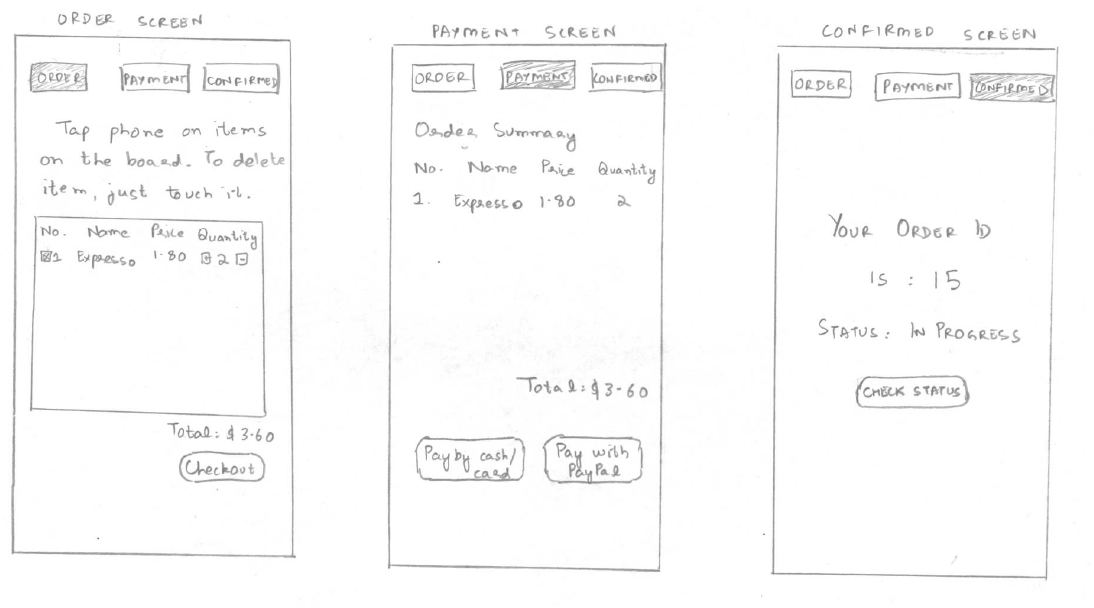 ORDER SCREEN
ORDER PAYMENT CONFIRMED
Tap phone on items
on the board. To delete
item, just touch it.
No. Name Price Quantity
1 Expresso 1.80 + 2 -
Total: $3.60
Checkout
PAYMENT SCREEN
ORDER PAYMENT CONFIRMED
Order Summary
No. Name Price Quantity
1. Expresso 1.80 2
Total: $3.60
Pay by cash/
card
Pay with
PayPal
CONFIRMED SCREEN
ORDER PAYMENT CONFIRMED
YOUR ORDER ID
IS : 15
STATUS: IN PROGRESS
CHECK STATUS